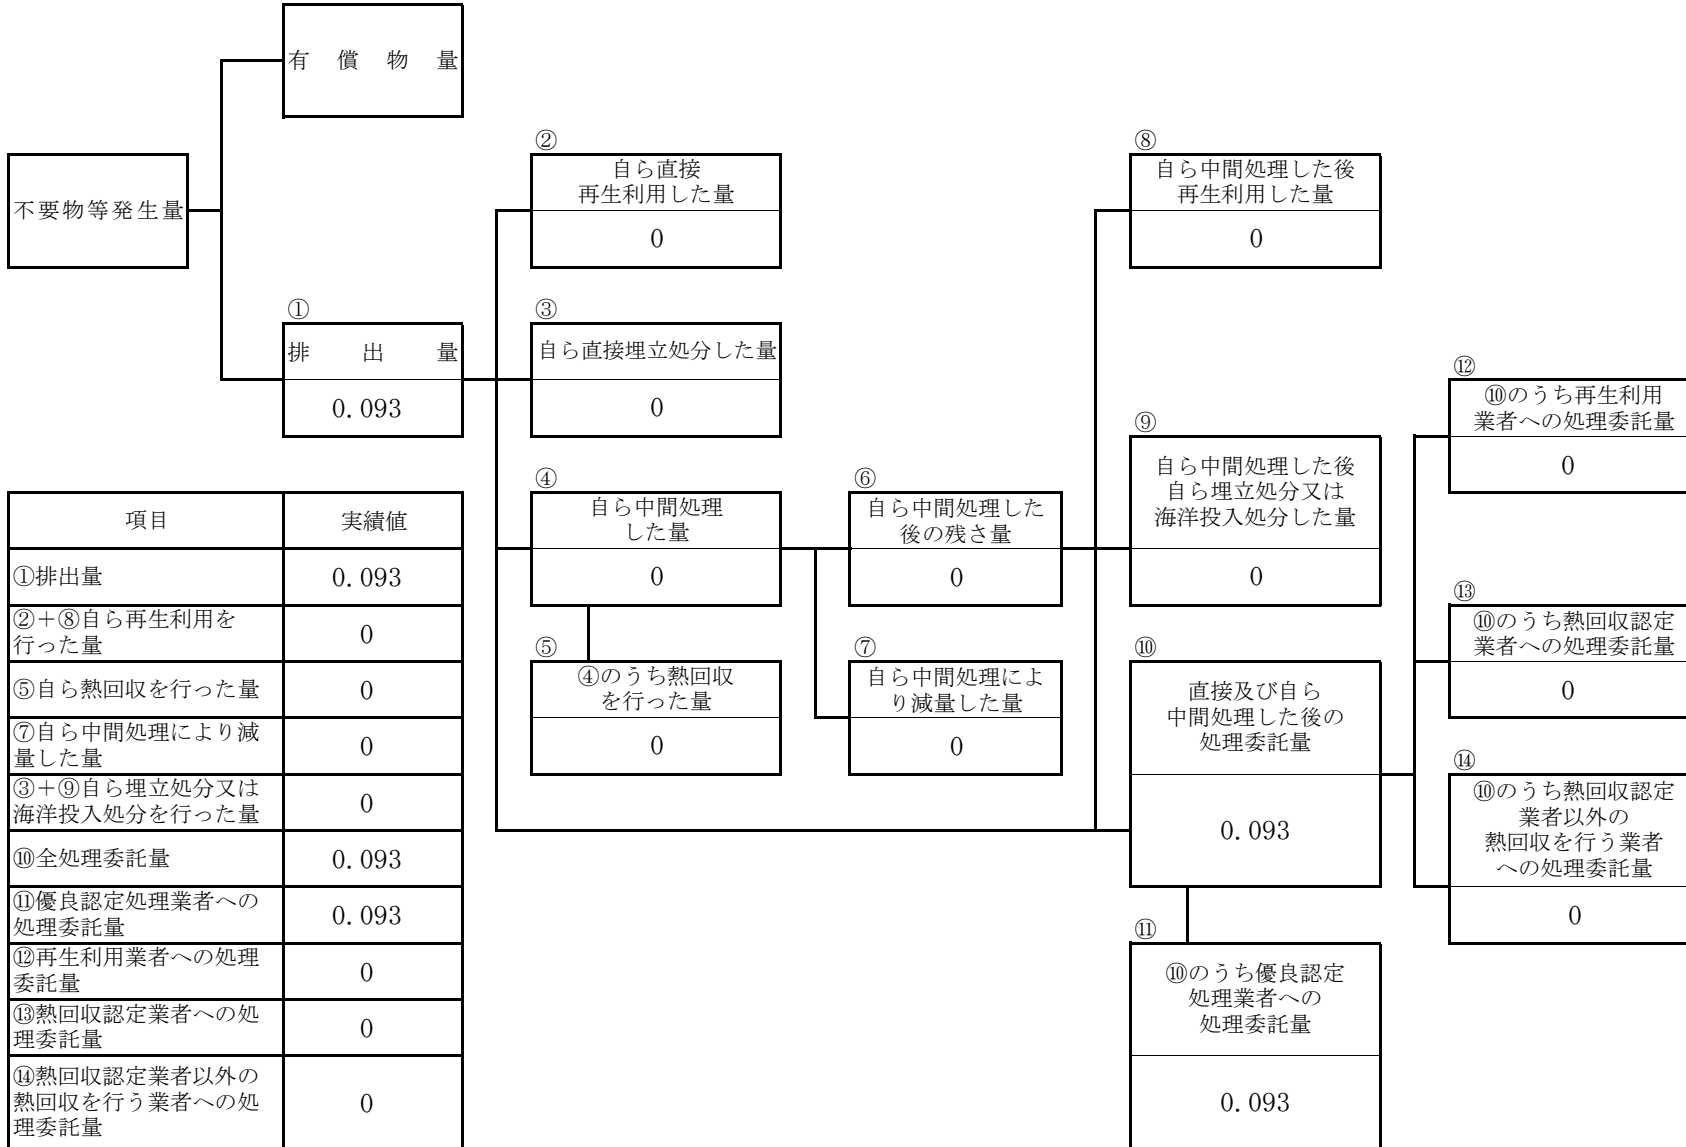 有償物量
②
自ら直接
再生利用した量
0
⑧
自ら中間処理した後
再生利用した量
0
不要物等発生量
①
排出量
0.093
③
自ら直接埋立処分した量
0
⑫
⑩のうち再生利用
業者への処理委託量
0
④
自ら中間処理
した量
0
⑥
自ら中間処理した
後の残さ量
0
⑨
自ら中間処理した後
自ら埋立処分又は
海洋投入処分した量
0
⑬
⑩のうち熱回収認定
業者への処理委託量
0
⑤
④のうち熱回収
を行った量
0
⑦
自ら中間処理によ
り減量した量
0
⑩
直接及び自ら
中間処理した後の
処理委託量
0.093
⑭
⑩のうち熱回収認定
業者以外の
熱回収を行う業者
への処理委託量
0
⑪
⑩のうち優良認定
処理業者への
処理委託量
0.093
項目 実績値
①排出量 0.093
②+⑧自ら再生利用を
行った量 0
⑤自ら熱回収を行った量 0
⑦自ら中間処理により減
量した量 0
③+⑨自ら埋立処分又は
海洋投入処分を行った量 0
⑩全処理委託量 0.093
⑪優良認定処理業者への
処理委託量 0.093
⑫再生利用業者への処理
委託量 0
⑬熱回収認定業者への処
理委託量 0
⑭熱回収認定業者以外の
熱回収を行う業者への処
理委託量 0